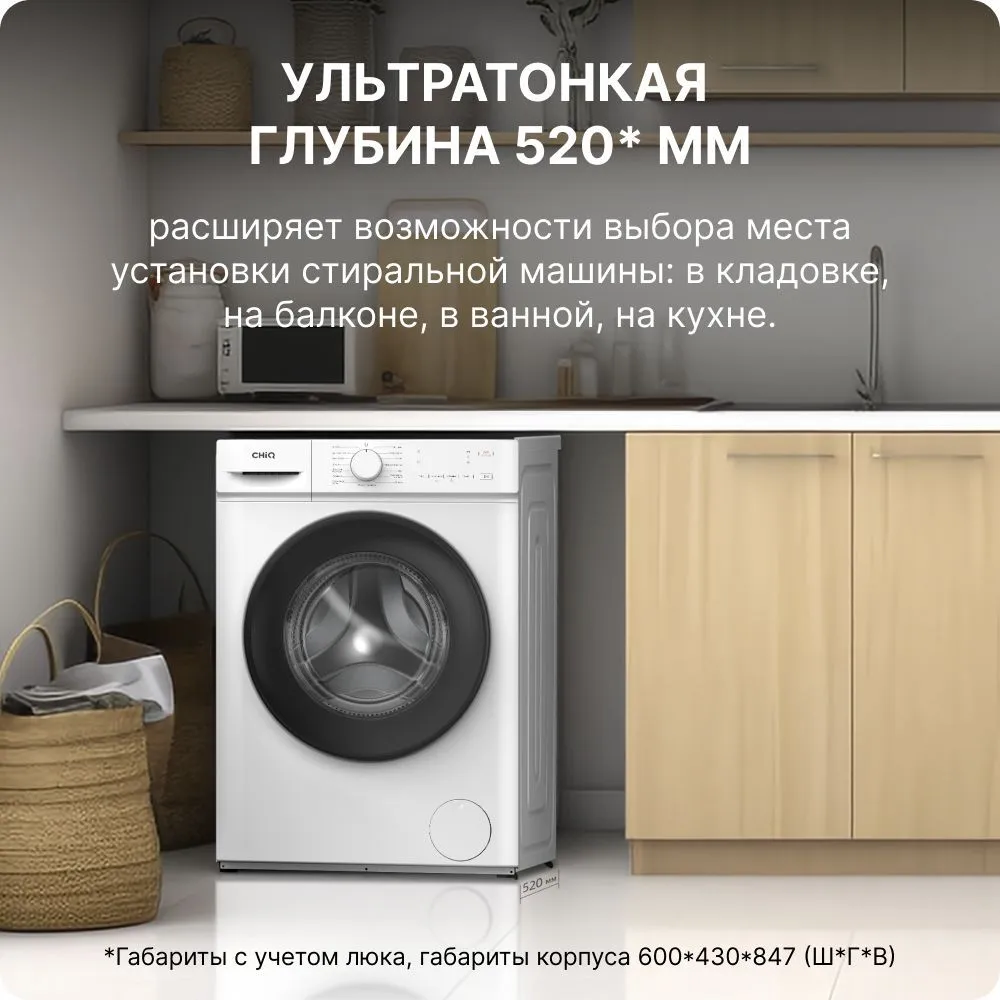 УЛЬТРАТОНКАЯ
ГЛУБИНА 520* ММ
расширяет возможности выбора места
установки стиральной машины: в кладовке,
на балконе, в ванной, на кухне.
CHiQ
520 мм
*Габариты с учетом люка, габариты корпуса 600*430*847 (Ш*Г*В)